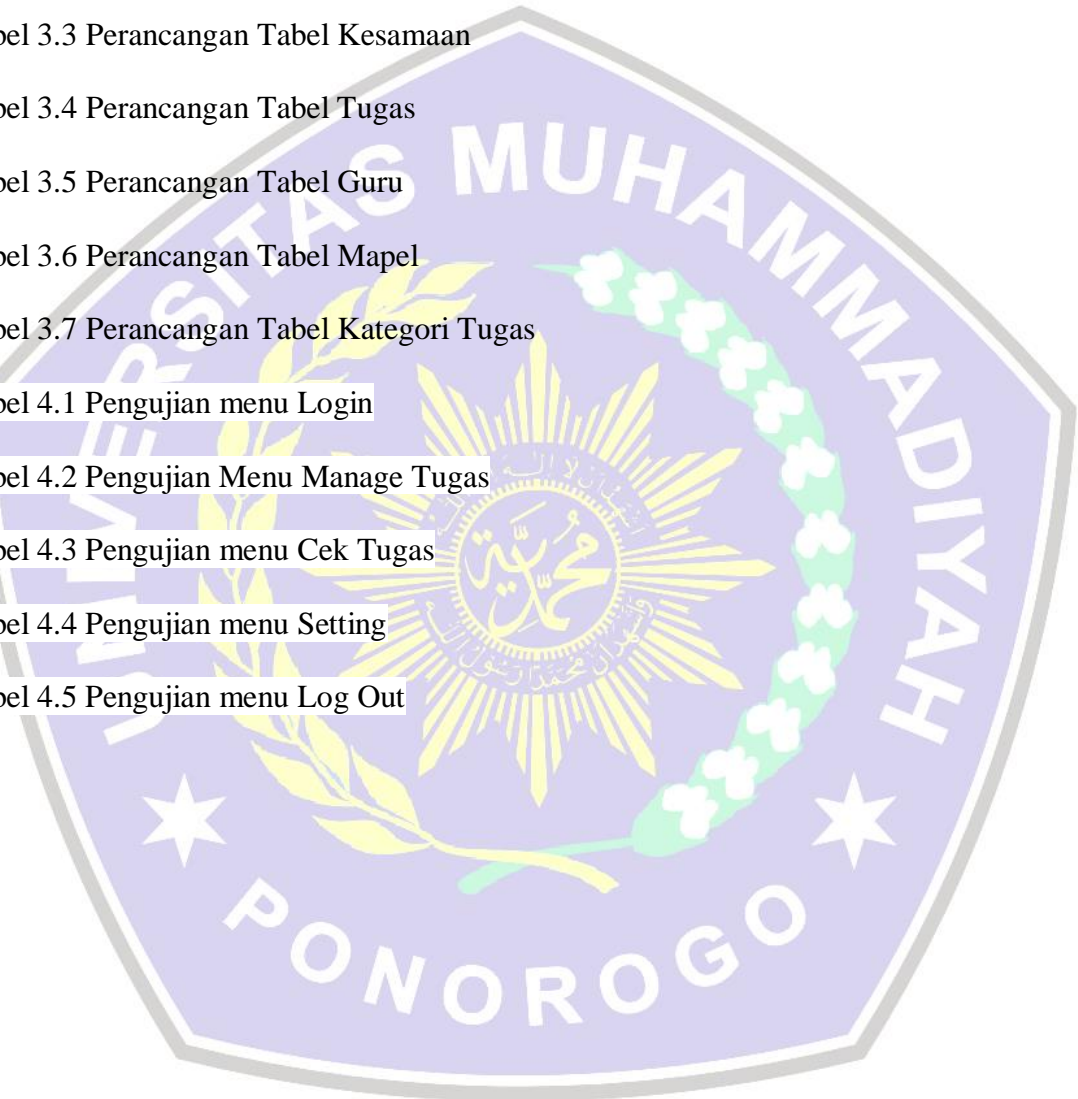 bel 3.3 Perancangan Tabel Kesamaan
bel 3.4 Perancangan Tabel Tugas
bel 3.5 Perancangan Tabel Guru
bel 3.6 Perancangan Tabel Mapel
bel 3.7 Perancangan Tabel Kategori Tugas
bel 4.1 Pengujian menu Login
bel 4.2 Pengujian Menu Manage Tugas
bel 4.3 Pengujian menu Cek Tugas
bel 4.4 Pengujian menu Setting
bel 4.5 Pengujian menu Log Out
UNIVERSITAS MUHAMMADIYAH
PONOROGO
محمدية